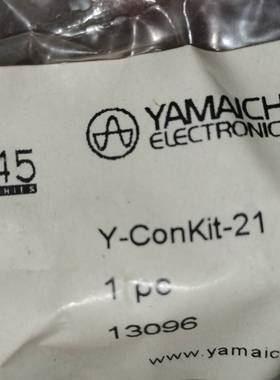 YAMAICH
ELECTRONIC
45
Y-ConKit-21
1 pc
13096
www.yamaic